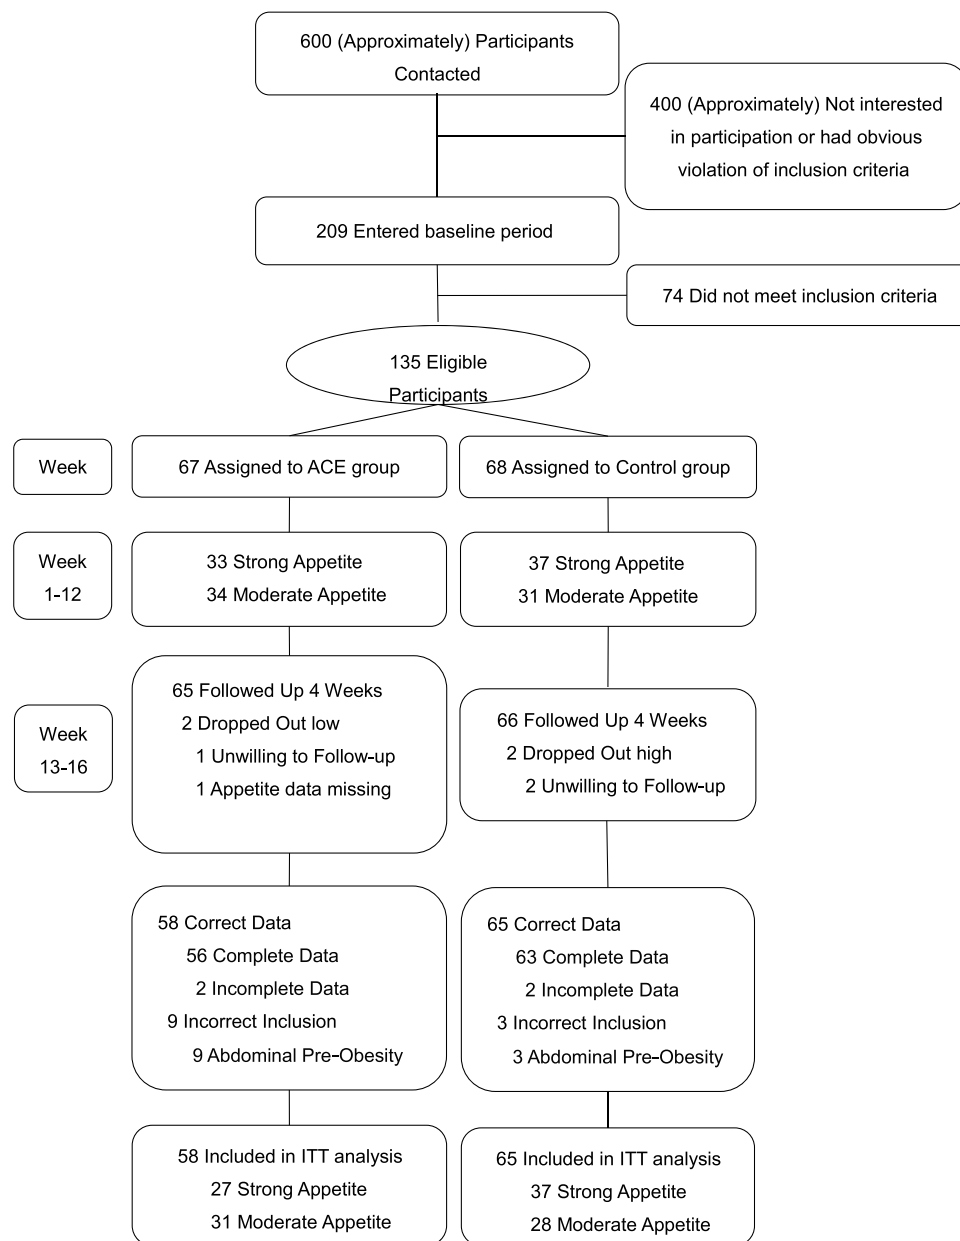 600 (Approximately) Participants
Contacted
400 (Approximately) Not interested
in participation or had obvious
violation of inclusion criteria
209 Entered baseline period
74 Did not meet inclusion criteria
135 Eligible
Participants
Week
67 Assigned to ACE group
68 Assigned to Control group
Week
1-12
33 Strong Appetite
34 Moderate Appetite
37 Strong Appetite
31 Moderate Appetite
Week
13-16
65 Followed Up 4 Weeks
2 Dropped Out low
1 Unwilling to Follow-up
1 Appetite data missing
66 Followed Up 4 Weeks
2 Dropped Out high
2 Unwilling to Follow-up
58 Correct Data
56 Complete Data
2 Incomplete Data
9 Incorrect Inclusion
9 Abdominal Pre-Obesity
65 Correct Data
63 Complete Data
2 Incomplete Data
3 Incorrect Inclusion
3 Abdominal Pre-Obesity
58 Included in ITT analysis
27 Strong Appetite
31 Moderate Appetite
65 Included in ITT analysis
37 Strong Appetite
28 Moderate Appetite